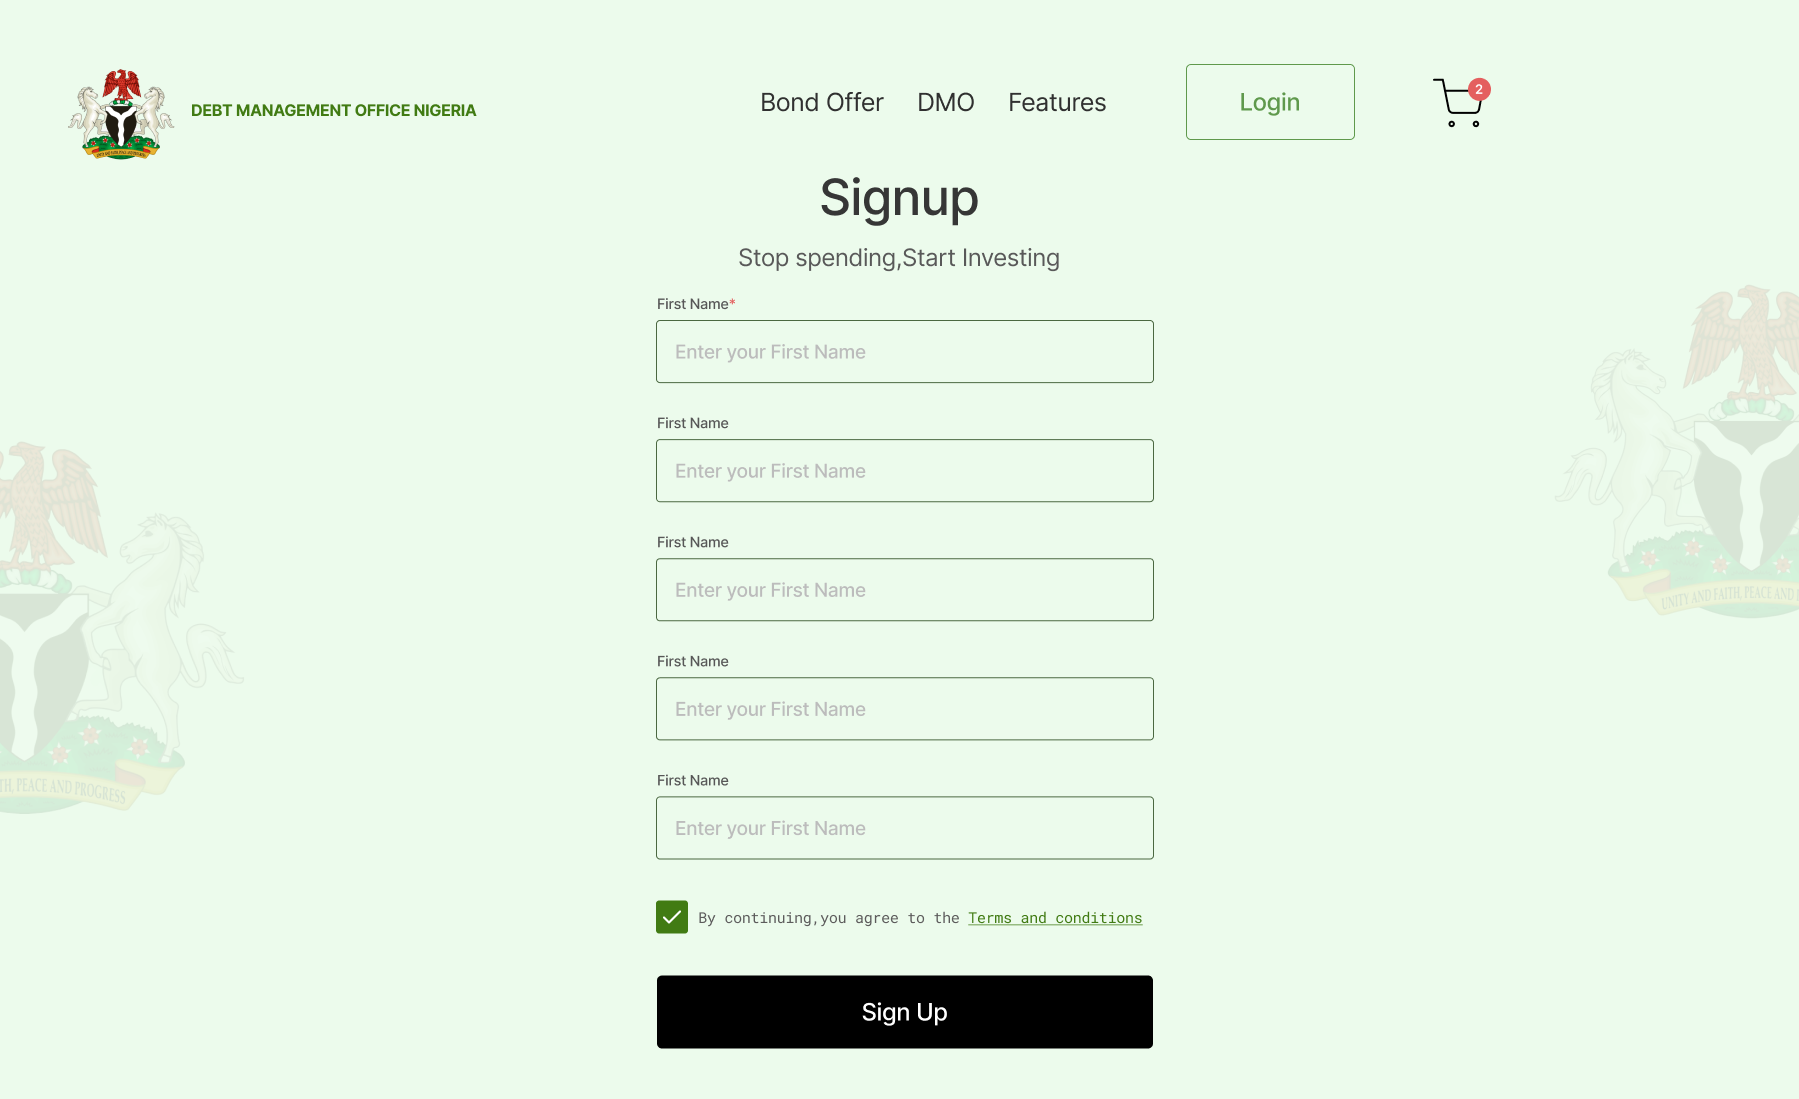 DEBT MANAGEMENT OFFICE NIGERIA
Bond Offer DMO Features Login 2
Signup
Stop spending,Start Investing
First Name*
Enter your First Name
First Name
Enter your First Name
First Name
Enter your First Name
First Name
Enter your First Name
First Name
Enter your First Name
By continuing,you agree to the Terms and conditions
Sign Up
UNITY AND FAITH, PEACE AND
PEACE AND PROGRESS